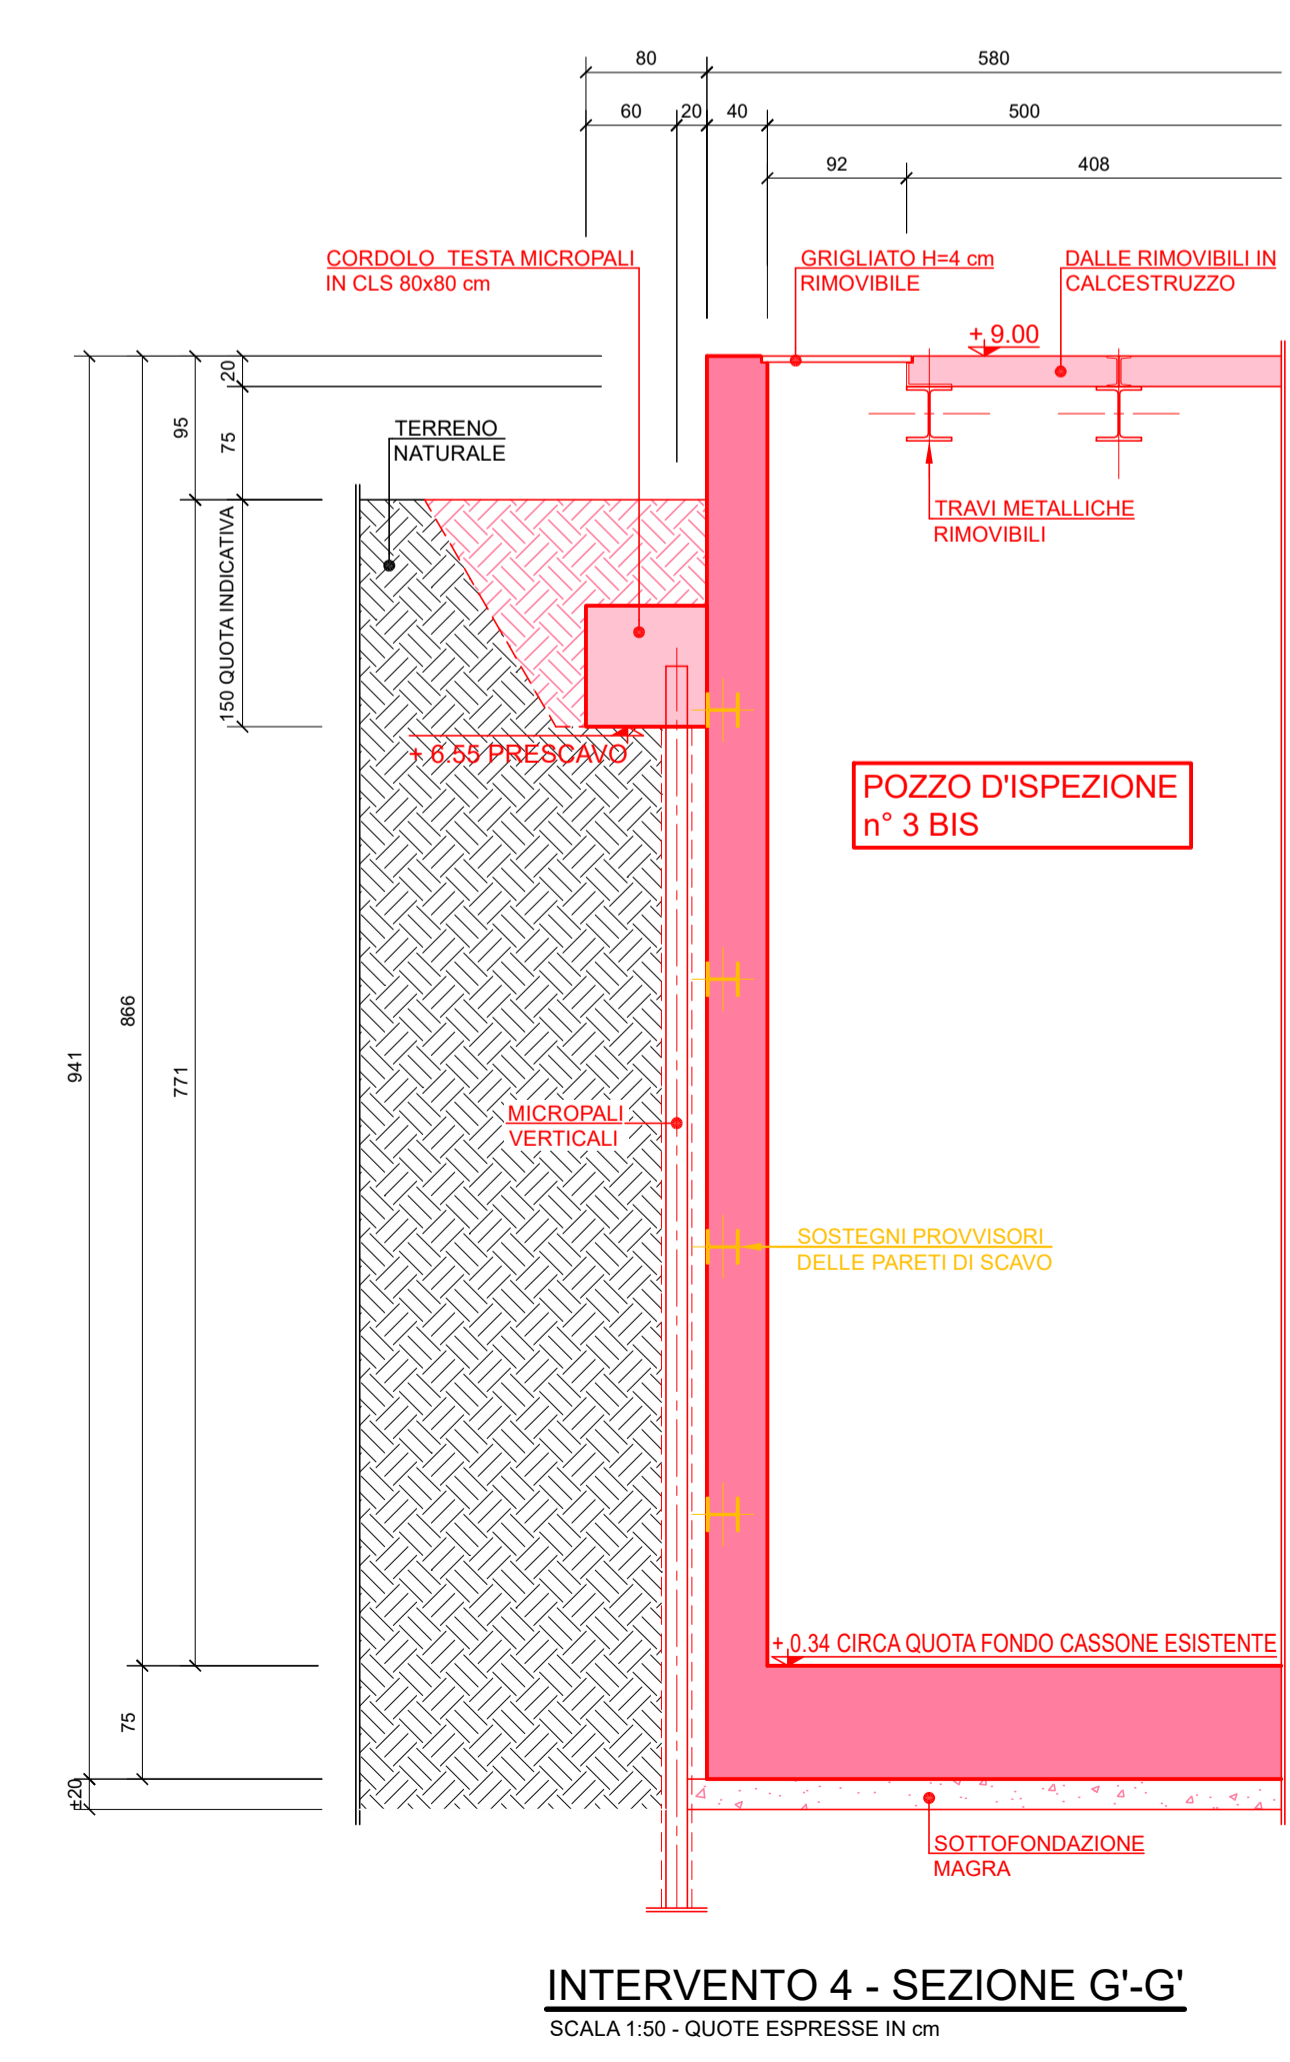 80
580
60
20
40
500
92
408
CORDOLO TESTA MICROPALI
IN CLS 80x80 cm
GRIGLIATO H=4 cm
RIMOVIBILE
DALLE RIMOVIBILI IN
CALCESTRUZZO
+ 9.00
20
95
75
TERRENO
NATURALE
TRAVI METALLICHE
RIMOVIBILI
150 QUOTA INDICATIVA
+ 6.55 PRESCAVO
POZZO D'ISPEZIONE
n° 3 BIS
866
941
771
MICROPALI
VERTICALI
SOSTEGNI PROVVISORI
DELLE PARETI DI SCAVO
+ 0.34 CIRCA QUOTA FONDO CASSONE ESISTENTE
75
±20
SOTTOFONDAZIONE
MAGRA
INTERVENTO 4 - SEZIONE G'-G'
SCALA 1:50 - QUOTE ESPRESSE IN cm